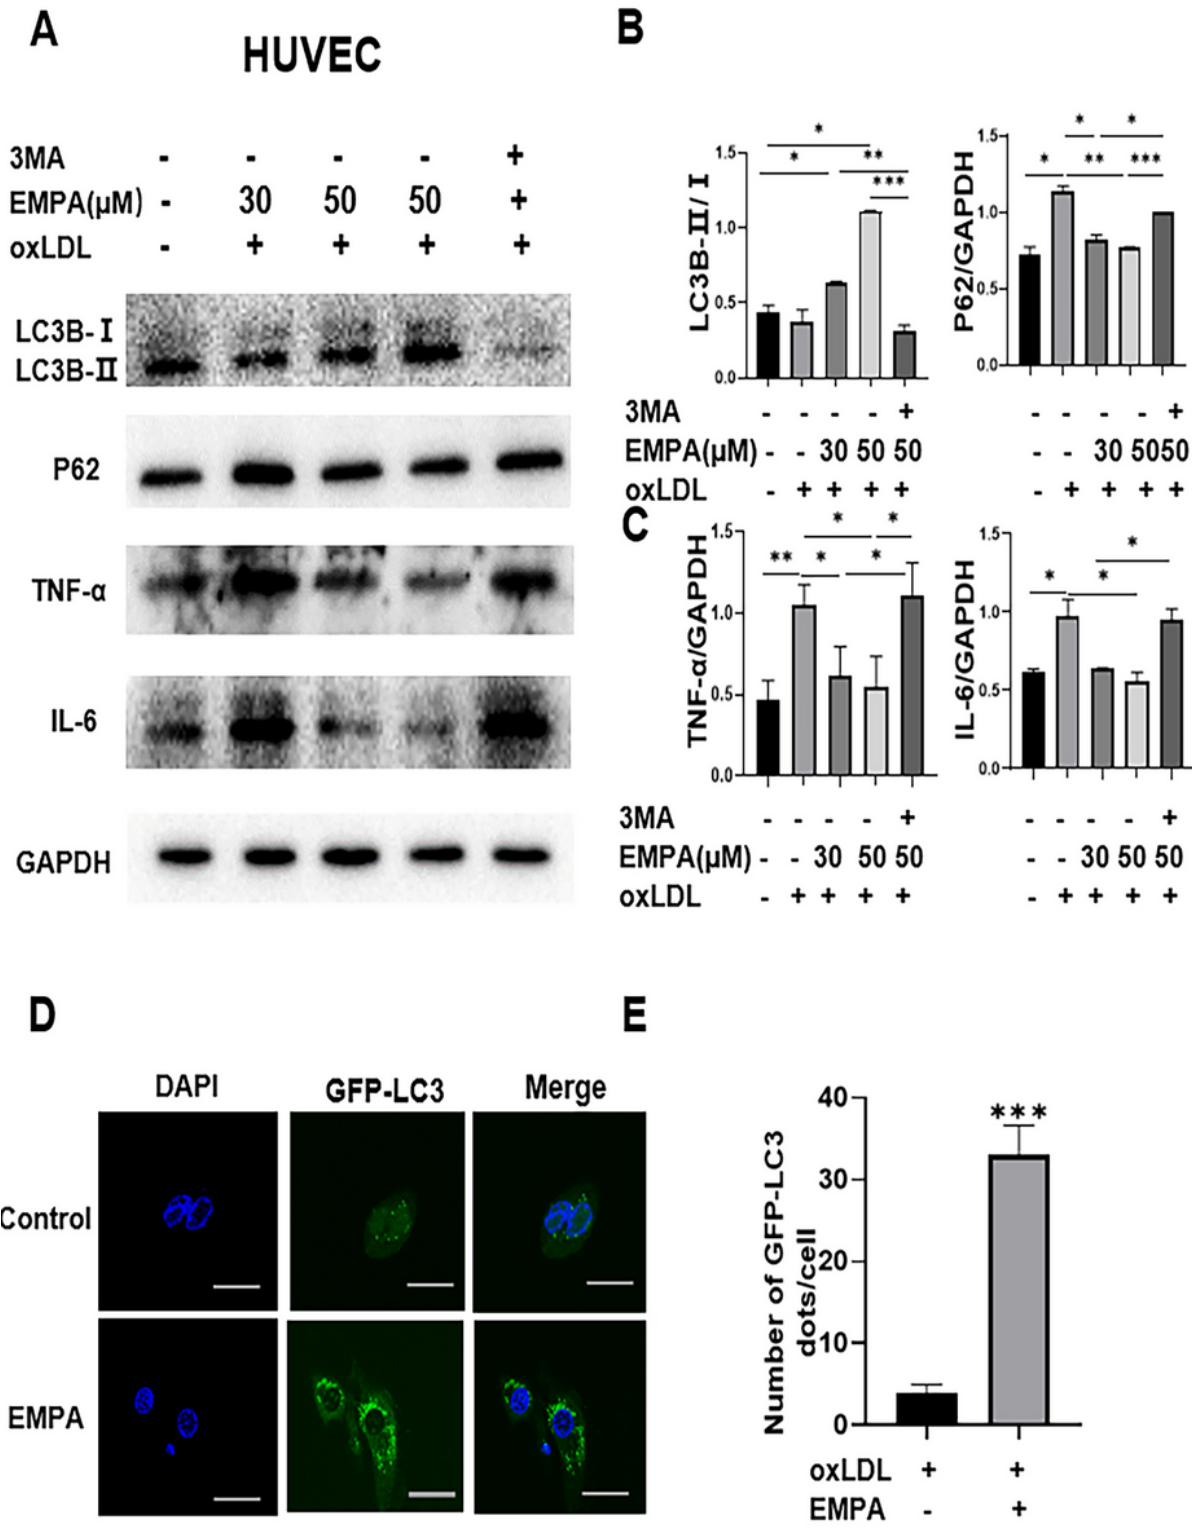 A
HUVEC
3MA - - - - +
EMPA(μM) - 30 50 50 +
oxLDL - + + + +
LC3B-Ⅰ
LC3B-Ⅱ
P62
TNF-α
IL-6
GAPDH
B
LC3B-Ⅱ/Ⅰ
1.5
1.0
0.5
0.0
* * ** ***
P62/GAPDH
1.5
1.0
0.5
0.0
* * * ** ***
3MA - - - - + - - - - +
EMPA(μM) - - 30 50 50 - - 30 50 50
oxLDL - + + + + - + + + +
C
TNF-α/GAPDH
1.5
1.0
0.5
0.0
* * ** * *
IL-6/GAPDH
1.5
1.0
0.5
0.0
* * *
3MA - - - - + - - - - +
EMPA(μM) - - 30 50 50 - - 30 50 50
oxLDL - + + + + - + + + +
D
DAPI GFP-LC3 Merge
Control
EMPA
E
Number of GFP-LC3
dots/cell
40
30
20
10
0
***
oxLDL + +
EMPA - +